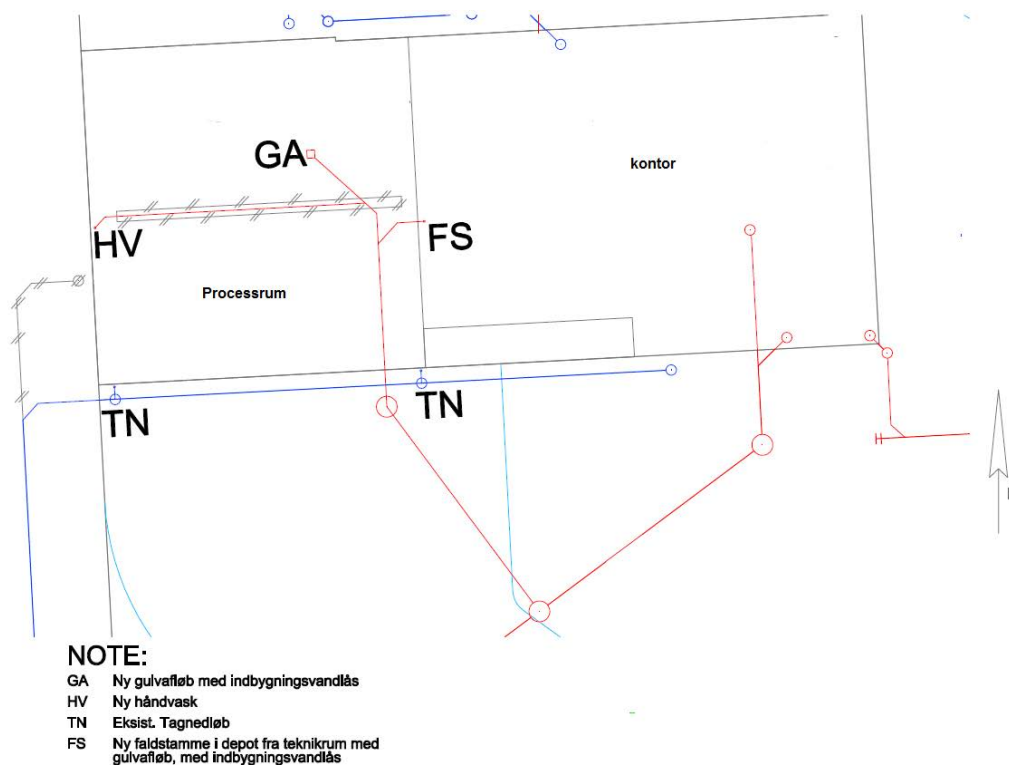 GA
kontor
HV
FS
Processrum
TN
TN
NOTE:
GA Ny gulvafløb med indbygningsvandlås
HV Ny håndvask
TN Eksist. Tagnedløb
FS Ny faldstamme i depot fra teknikrum med
gulvafløb, med indbygningsvandlås